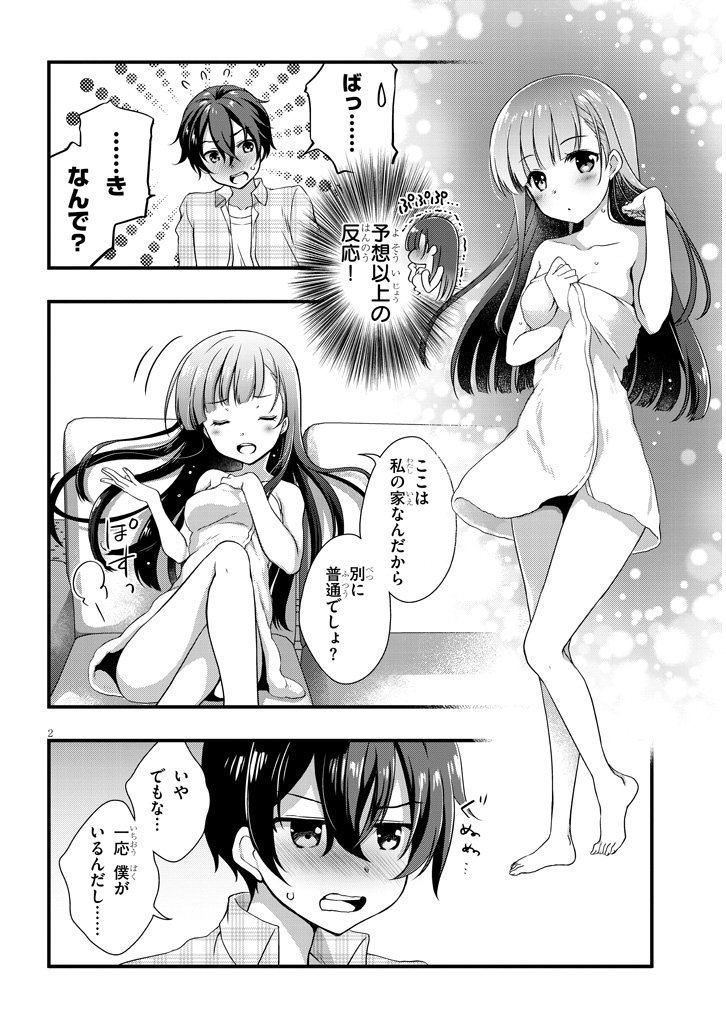 ばっ……
……き
なんで?
ぷぷぷ…
予想以上の
反応!
ここは
私の家なんだから
別に
普通でしょ?
ぽすっ
2
いや
でもな…
一応 僕が
いるんだし……
ぬぬっ…